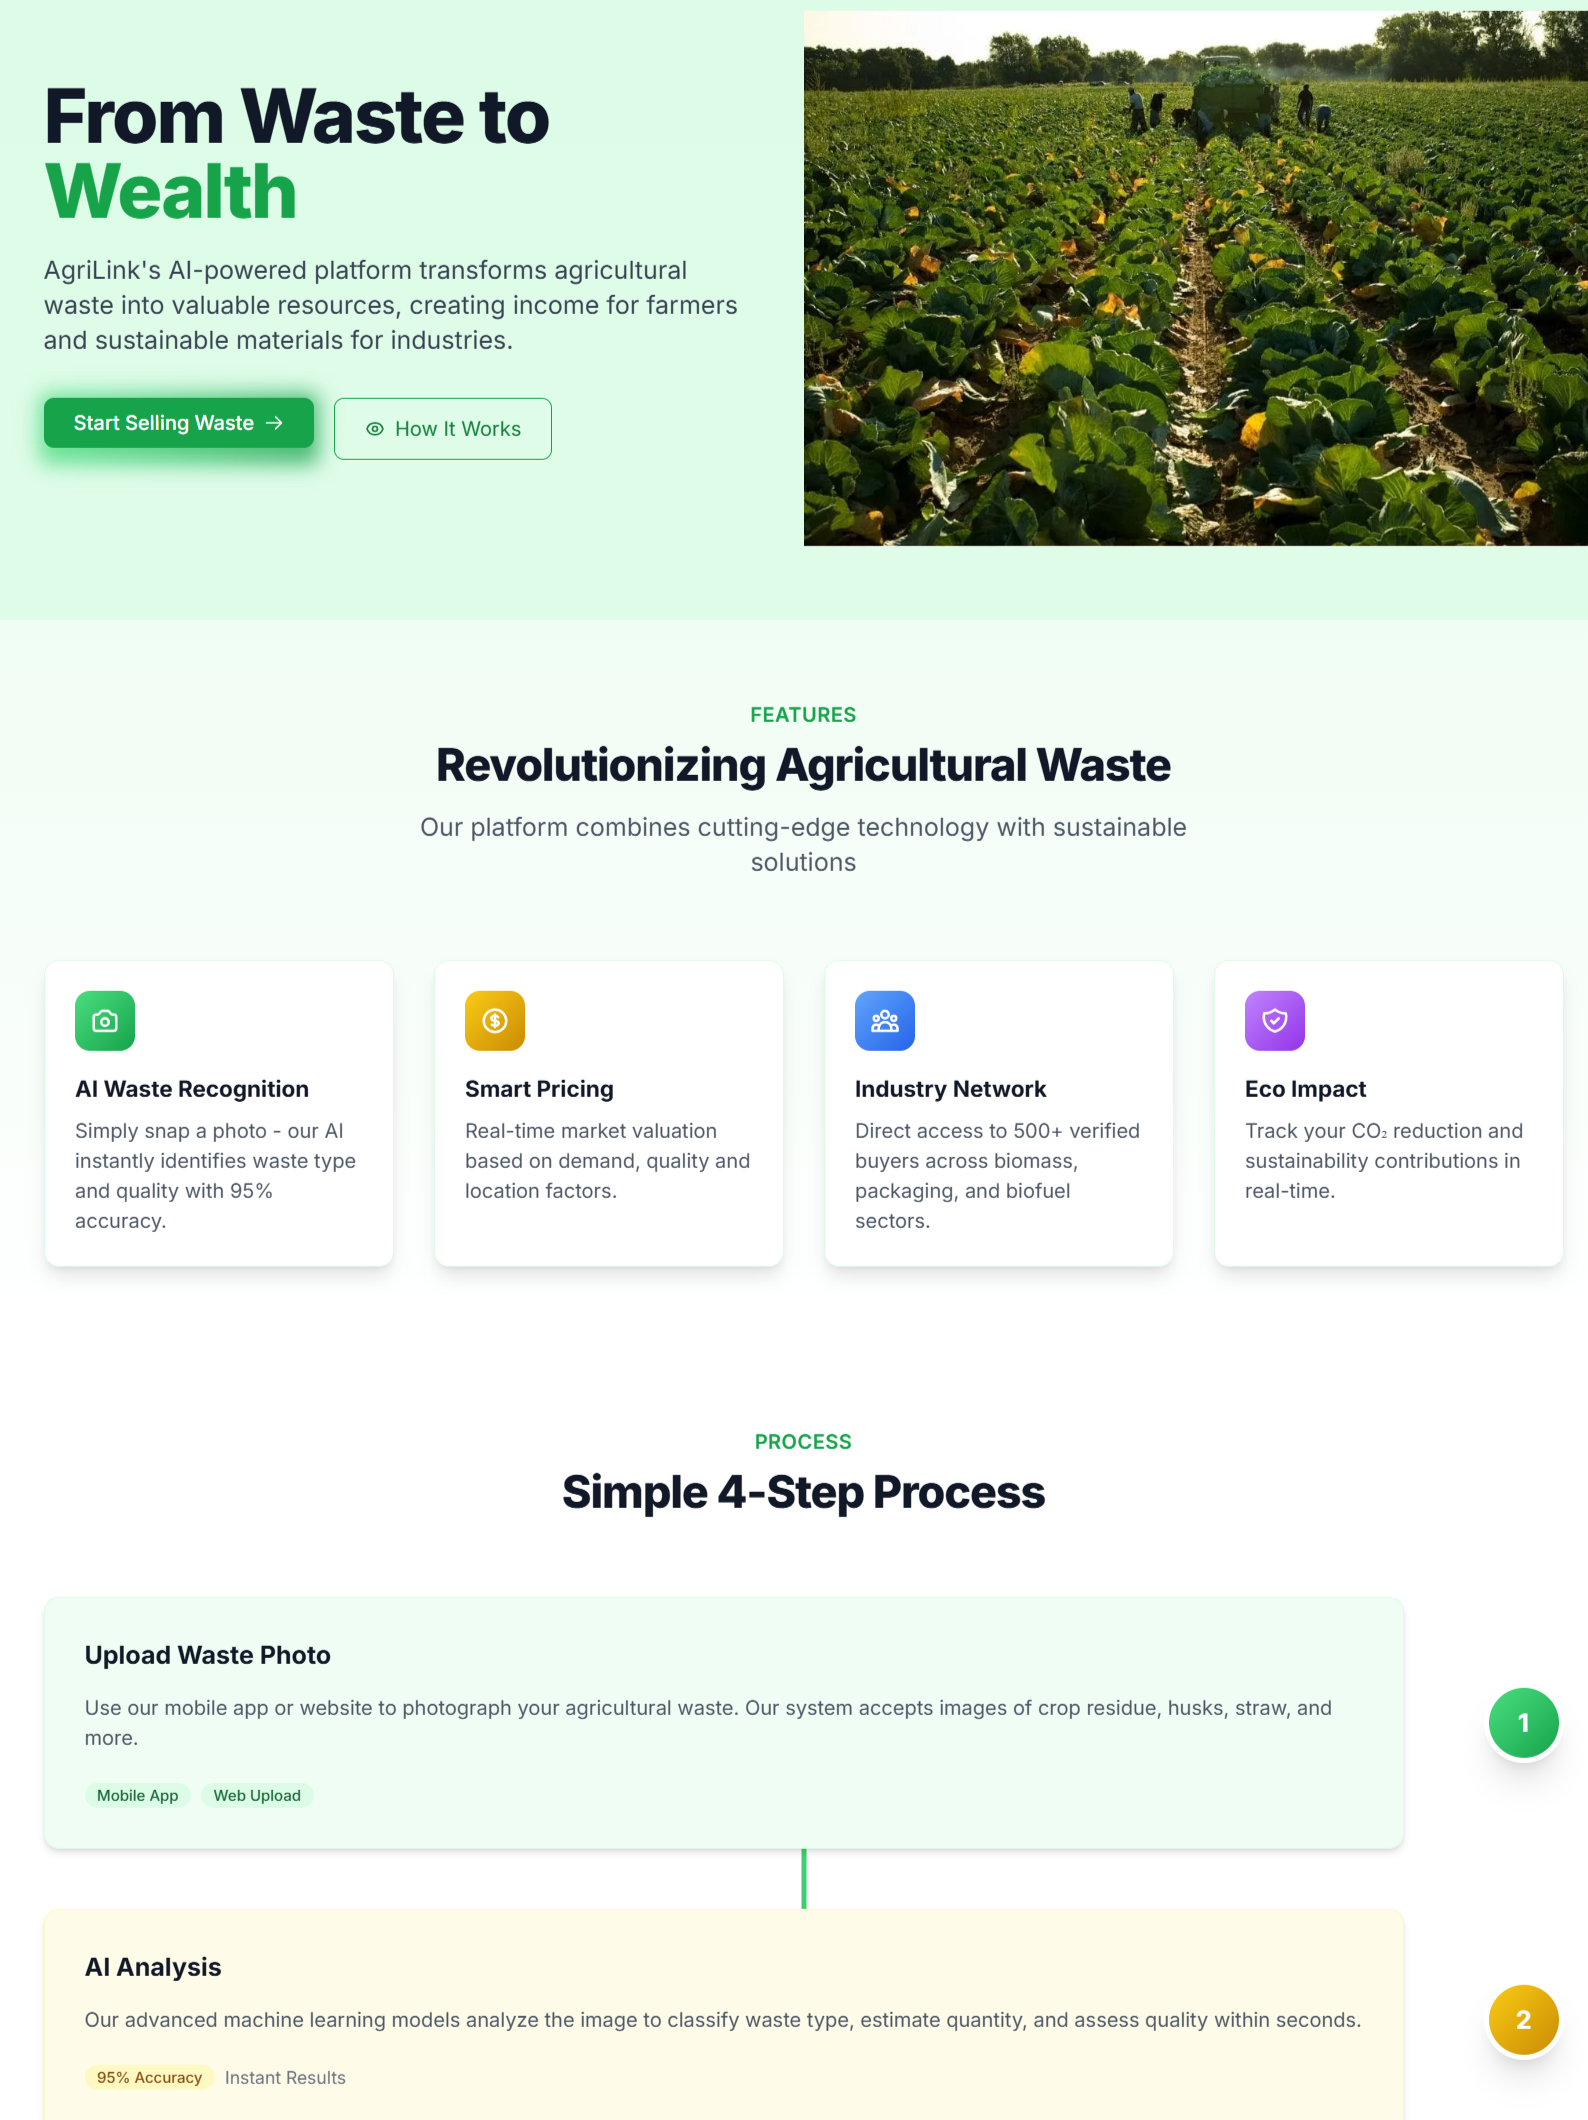 From Waste to
Wealth
AgriLink's AI-powered platform transforms agricultural
waste into valuable resources, creating income for farmers
and sustainable materials for industries.
Start Selling Waste →
How It Works
FEATURES
Revolutionizing Agricultural Waste
Our platform combines cutting-edge technology with sustainable
solutions
AI Waste Recognition
Simply snap a photo - our AI
instantly identifies waste type
and quality with 95%
accuracy.
Smart Pricing
Real-time market valuation
based on demand, quality and
location factors.
Industry Network
Direct access to 500+ verified
buyers across biomass,
packaging, and biofuel
sectors.
Eco Impact
Track your CO₂ reduction and
sustainability contributions in
real-time.
PROCESS
Simple 4-Step Process
Upload Waste Photo
Use our mobile app or website to photograph your agricultural waste. Our system accepts images of crop residue, husks, straw, and
more.
Mobile App
Web Upload
1
AI Analysis
Our advanced machine learning models analyze the image to classify waste type, estimate quantity, and assess quality within seconds.
95% Accuracy
Instant Results
2